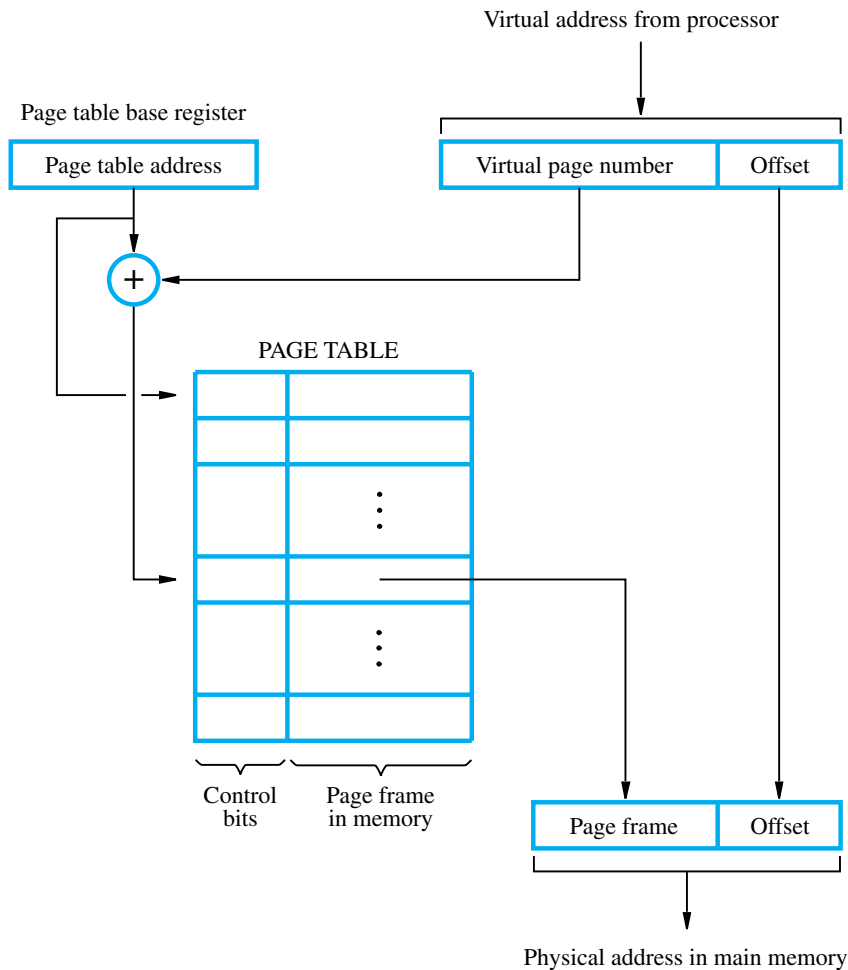 Virtual address from processor
Page table base register
Page table address
Virtual page number
Offset
+
PAGE TABLE
Control
bits
Page frame
in memory
Page frame
Offset
Physical address in main memory